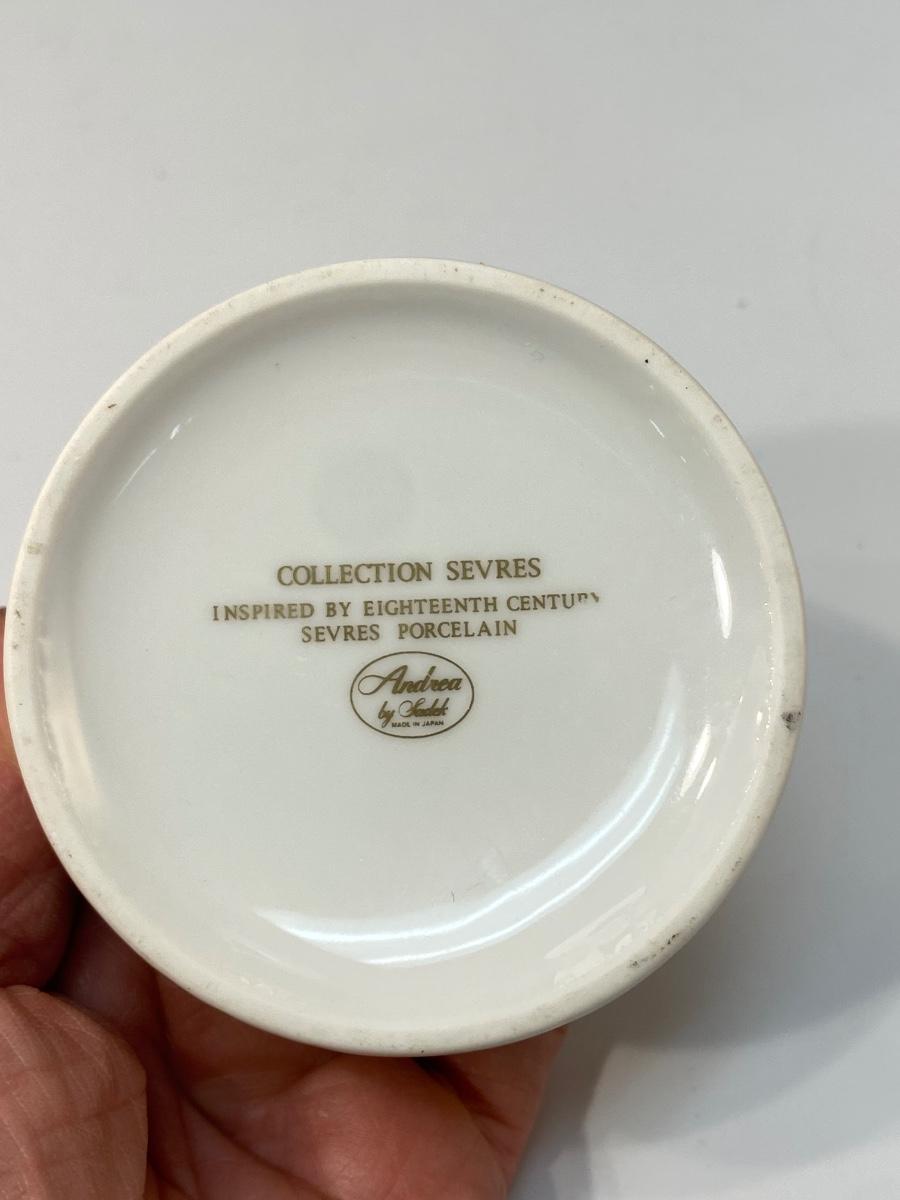 COLLECTION SEVRES
INSPIRED BY EIGHTEENTH CENTURY
SEVRES PORCELAIN
Andrea
by Sadek
MADE IN JAPAN